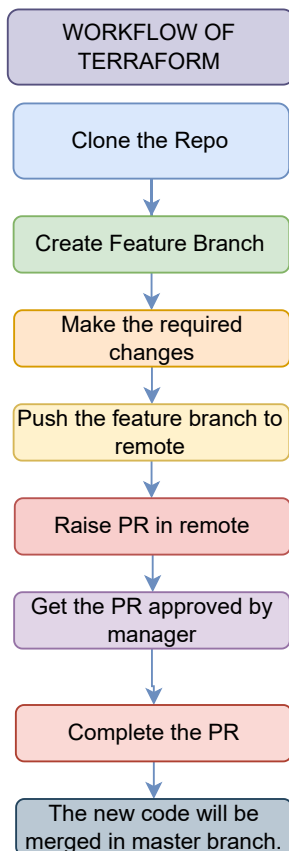 WORKFLOW OF
TERRAFORM
Clone the Repo
Create Feature Branch
Make the required
changes
Push the feature branch to
remote
Raise PR in remote
Get the PR approved by
manager
Complete the PR
The new code will be
merged in master branch.